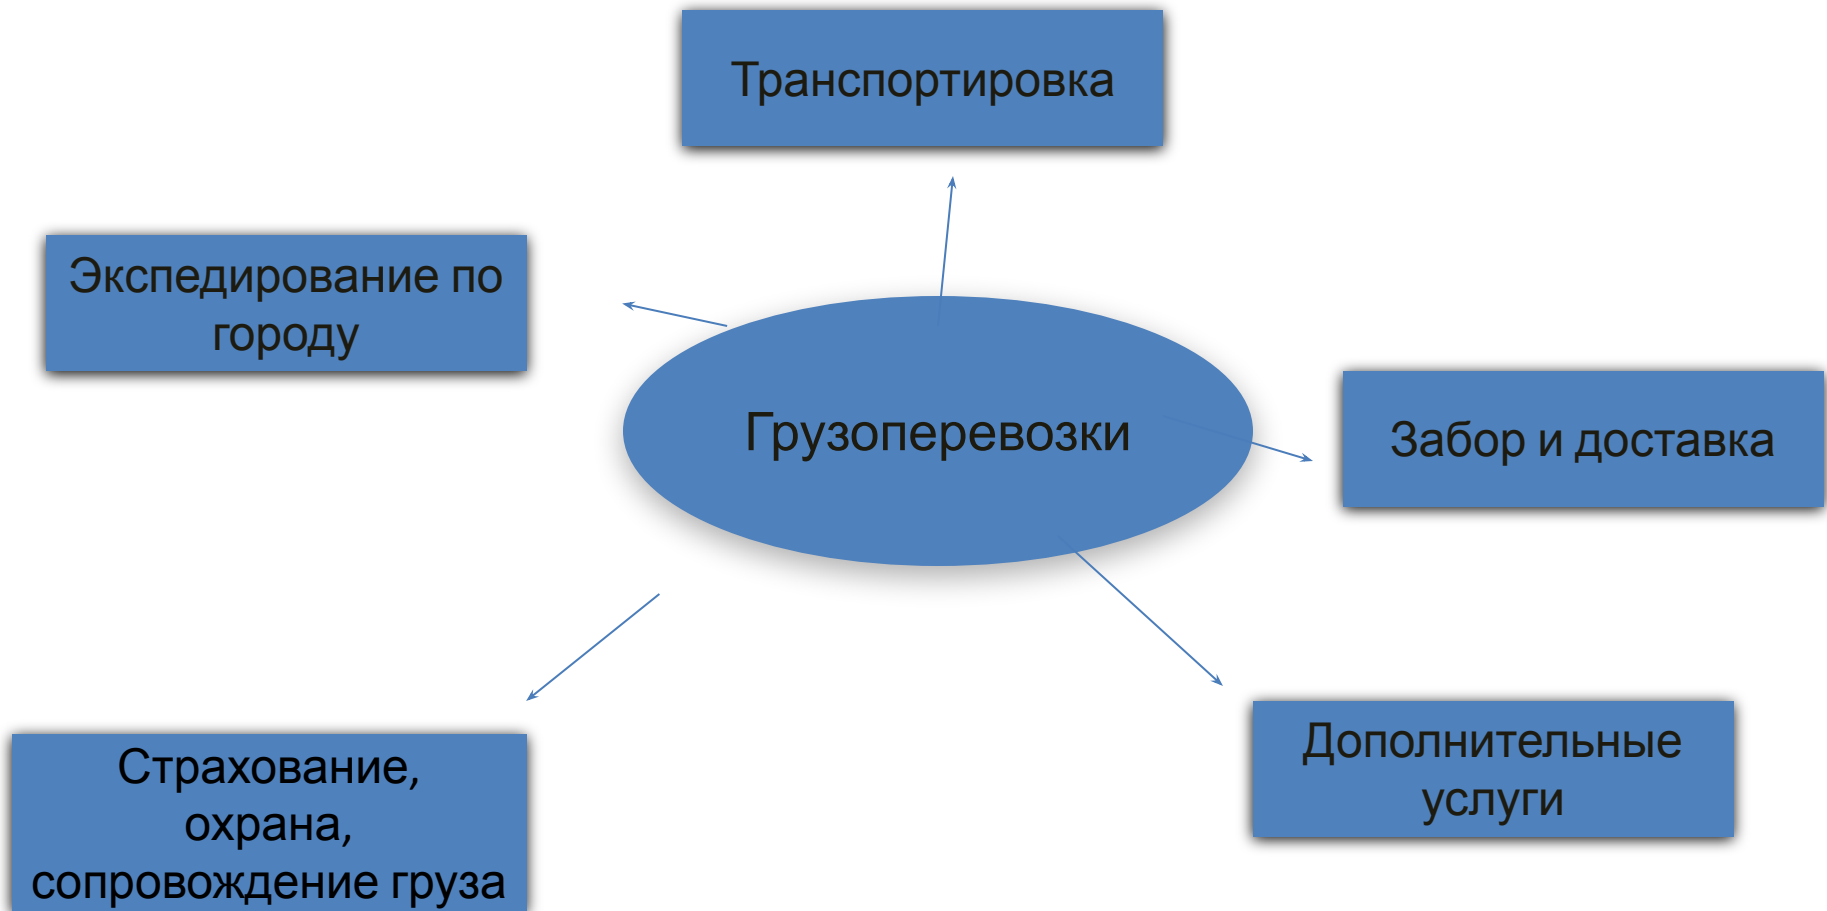 Транспортировка
Экспедирование по
городу
Грузоперевозки
Забор и доставка
Страхование,
охрана,
сопровождение груза
Дополнительные
услуги